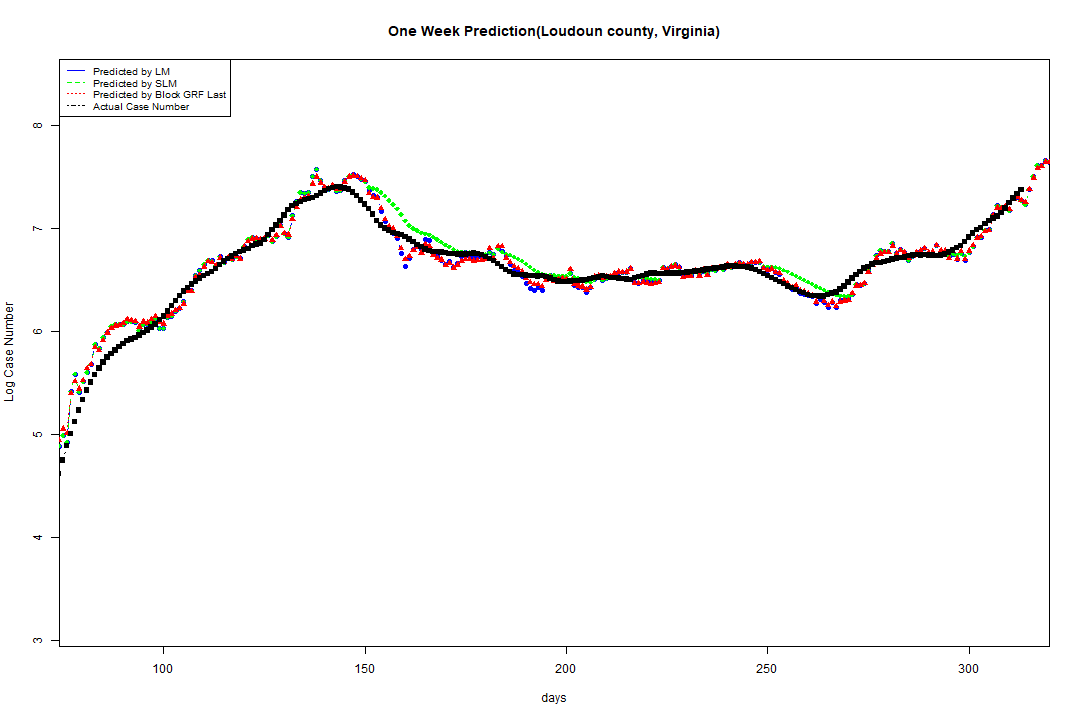 One Week Prediction(Loudoun county, Virginia)
Predicted by LM
Predicted by SLM
Predicted by Block GRF Last
Actual Case Number
8
7
6
5
4
3
Log Case Number
100 150 200 250 300
days